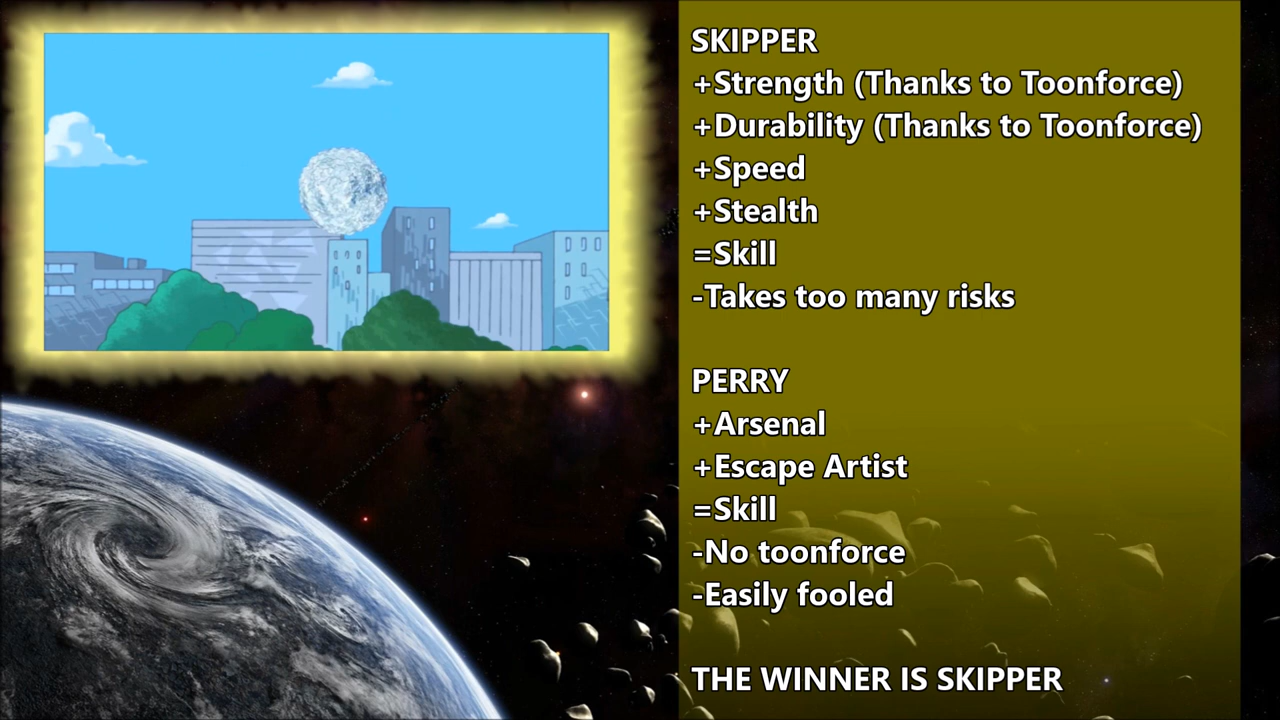 SKIPPER
+Strength (Thanks to Toonforce)
+Durability (Thanks to Toonforce)
+Speed
+Stealth
=Skill
-Takes too many risks
PERRY
+Arsenal
+Escape Artist
=Skill
-No toonforce
-Easily fooled
THE WINNER IS SKIPPER